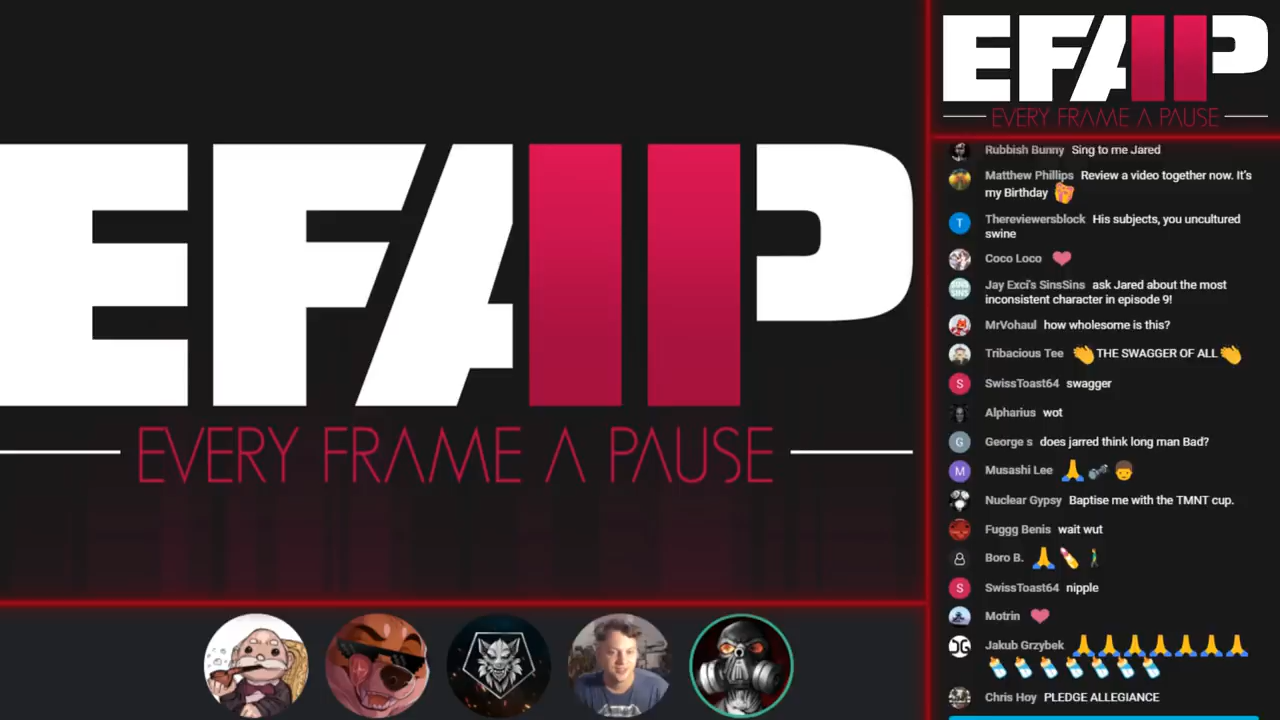 EFAP
EVERY FRAME A PAUSE
EFAP
EVERY FRAME A PAUSE
Rubbish Bunny Sing to me Jared
Matthew Phillips Review a video together now. It's
my Birthday
T
Thereviewersblock His subjects, you uncultured
swine
Coco Loco
Jay Exci's SinsSins ask Jared about the most
inconsistent character in episode 9!
MrVohaul how wholesome is this?
Tribacious Tee THE SWAGGER OF ALL
S SwissToast64 swagger
Alpharius wot
G George s does jarred think long man Bad?
M Musashi Lee
Nuclear Gypsy Baptise me with the TMNT cup.
Fuggg Benis wait wut
Boro B.
S SwissToast64 nipple
Motrin
Jakub Grzybek
Chris Hoy PLEDGE ALLEGIANCE